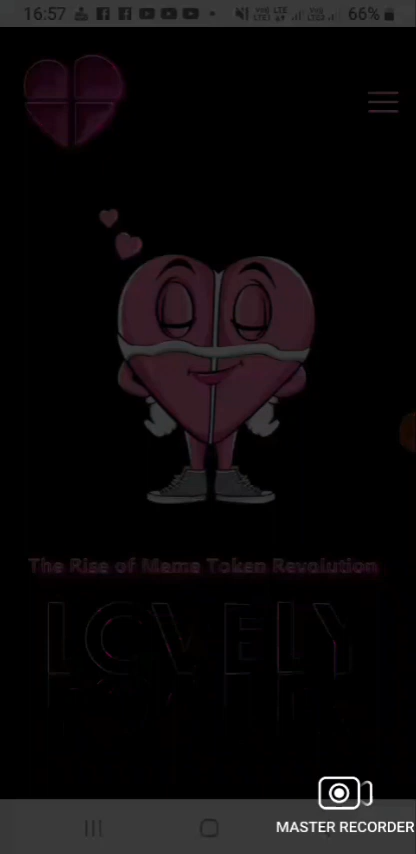 16:57 66%
The Rise of Meme Token Revolution
LOVELY
MASTER RECORDER